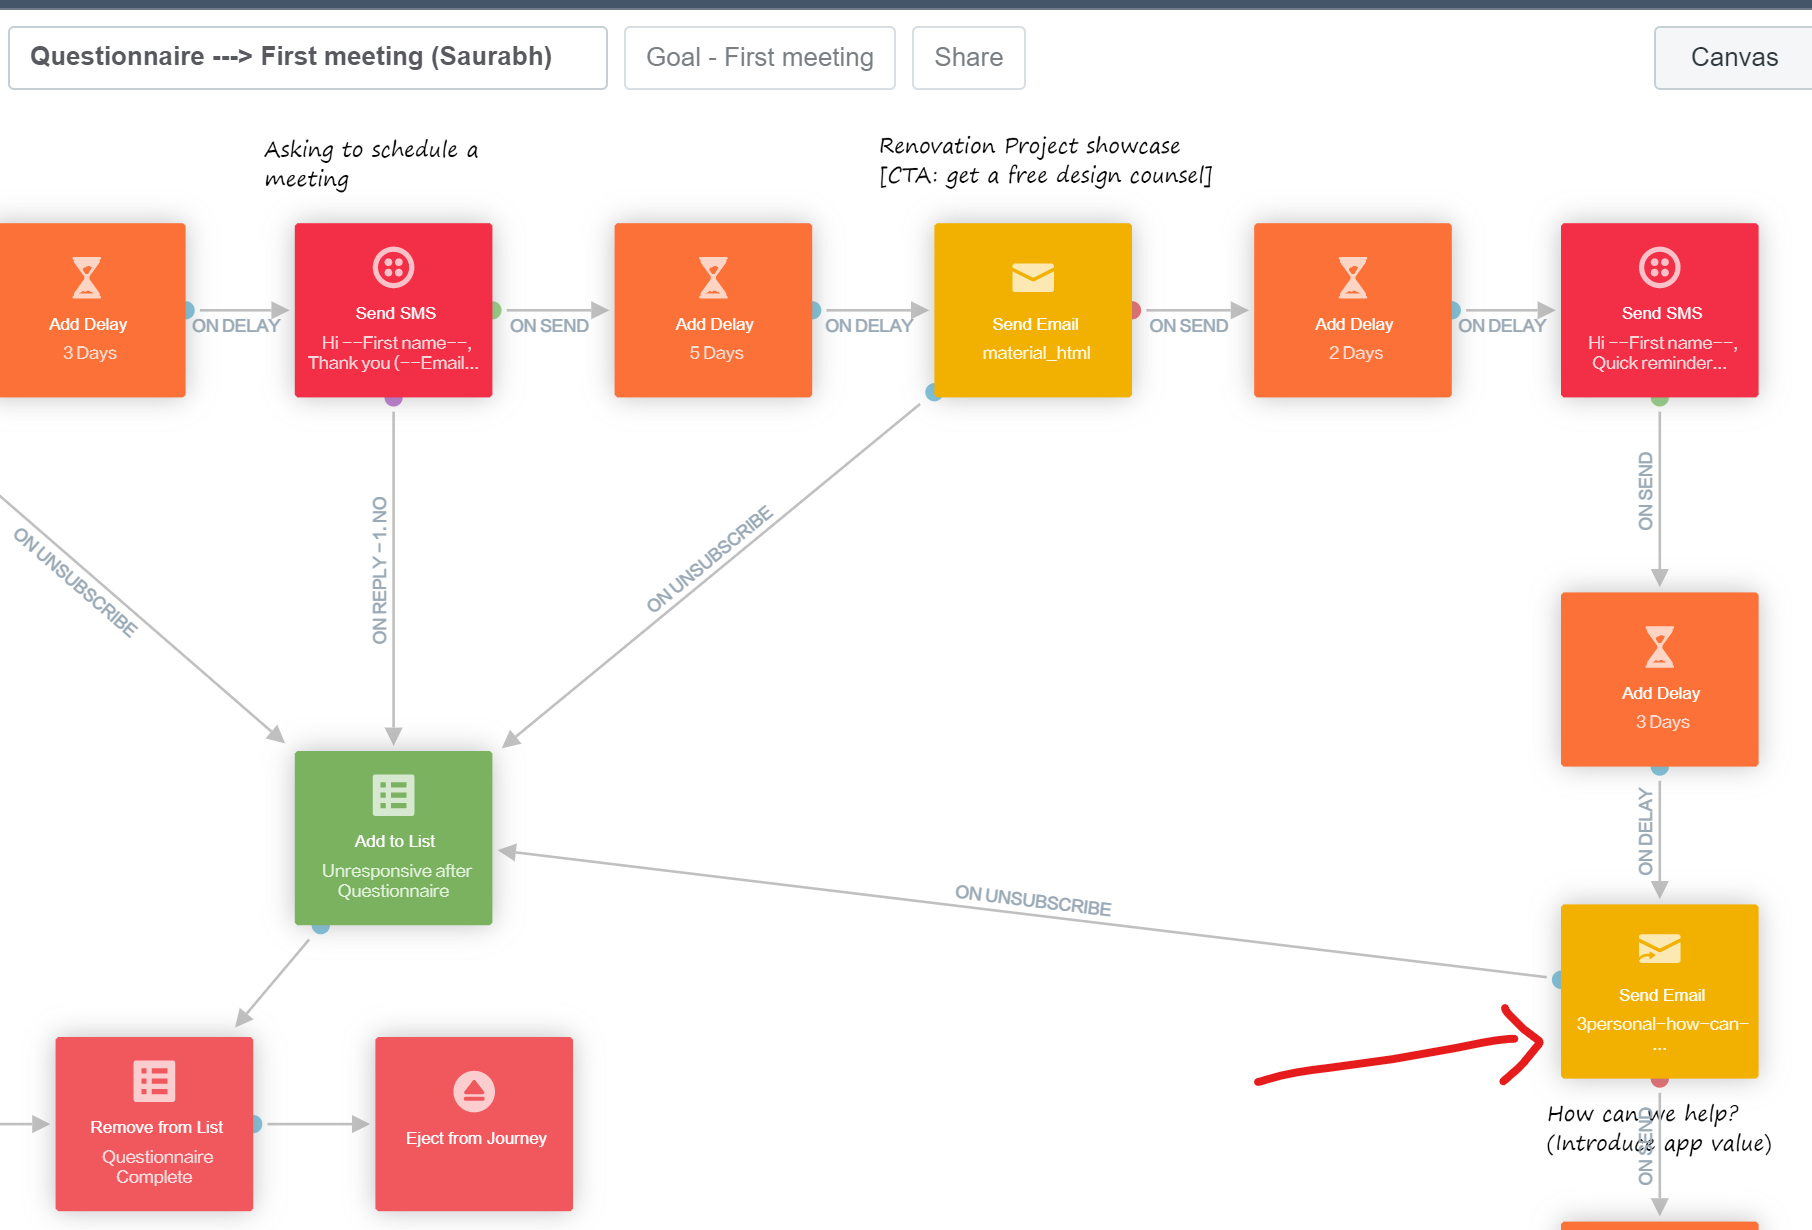 Questionnaire ---> First meeting (Saurabh)
Goal - First meeting
Share
Canvas
Asking to schedule a
meeting
Renovation Project showcase
[CTA: get a free design counsel]
Add Delay
3 Days
ON DELAY
Send SMS
Hi --First name--,
Thank you (--Email...
ON SEND
Add Delay
5 Days
ON DELAY
Send Email
material_html
ON SEND
Add Delay
2 Days
ON DELAY
Send SMS
Hi --First name--,
Quick reminder...
ON UNSUBSCRIBE
ON REPLY - 1. NO
ON UNSUBSCRIBE
ON SEND
Add Delay
3 Days
ON DELAY
Add to List
Unresponsive after
Questionnaire
ON UNSUBSCRIBE
Send Email
3personal-how-can-
...
How can we help?
(Introduce app value)
ON SEND
Remove from List
Questionnaire
Complete
Eject from Journey